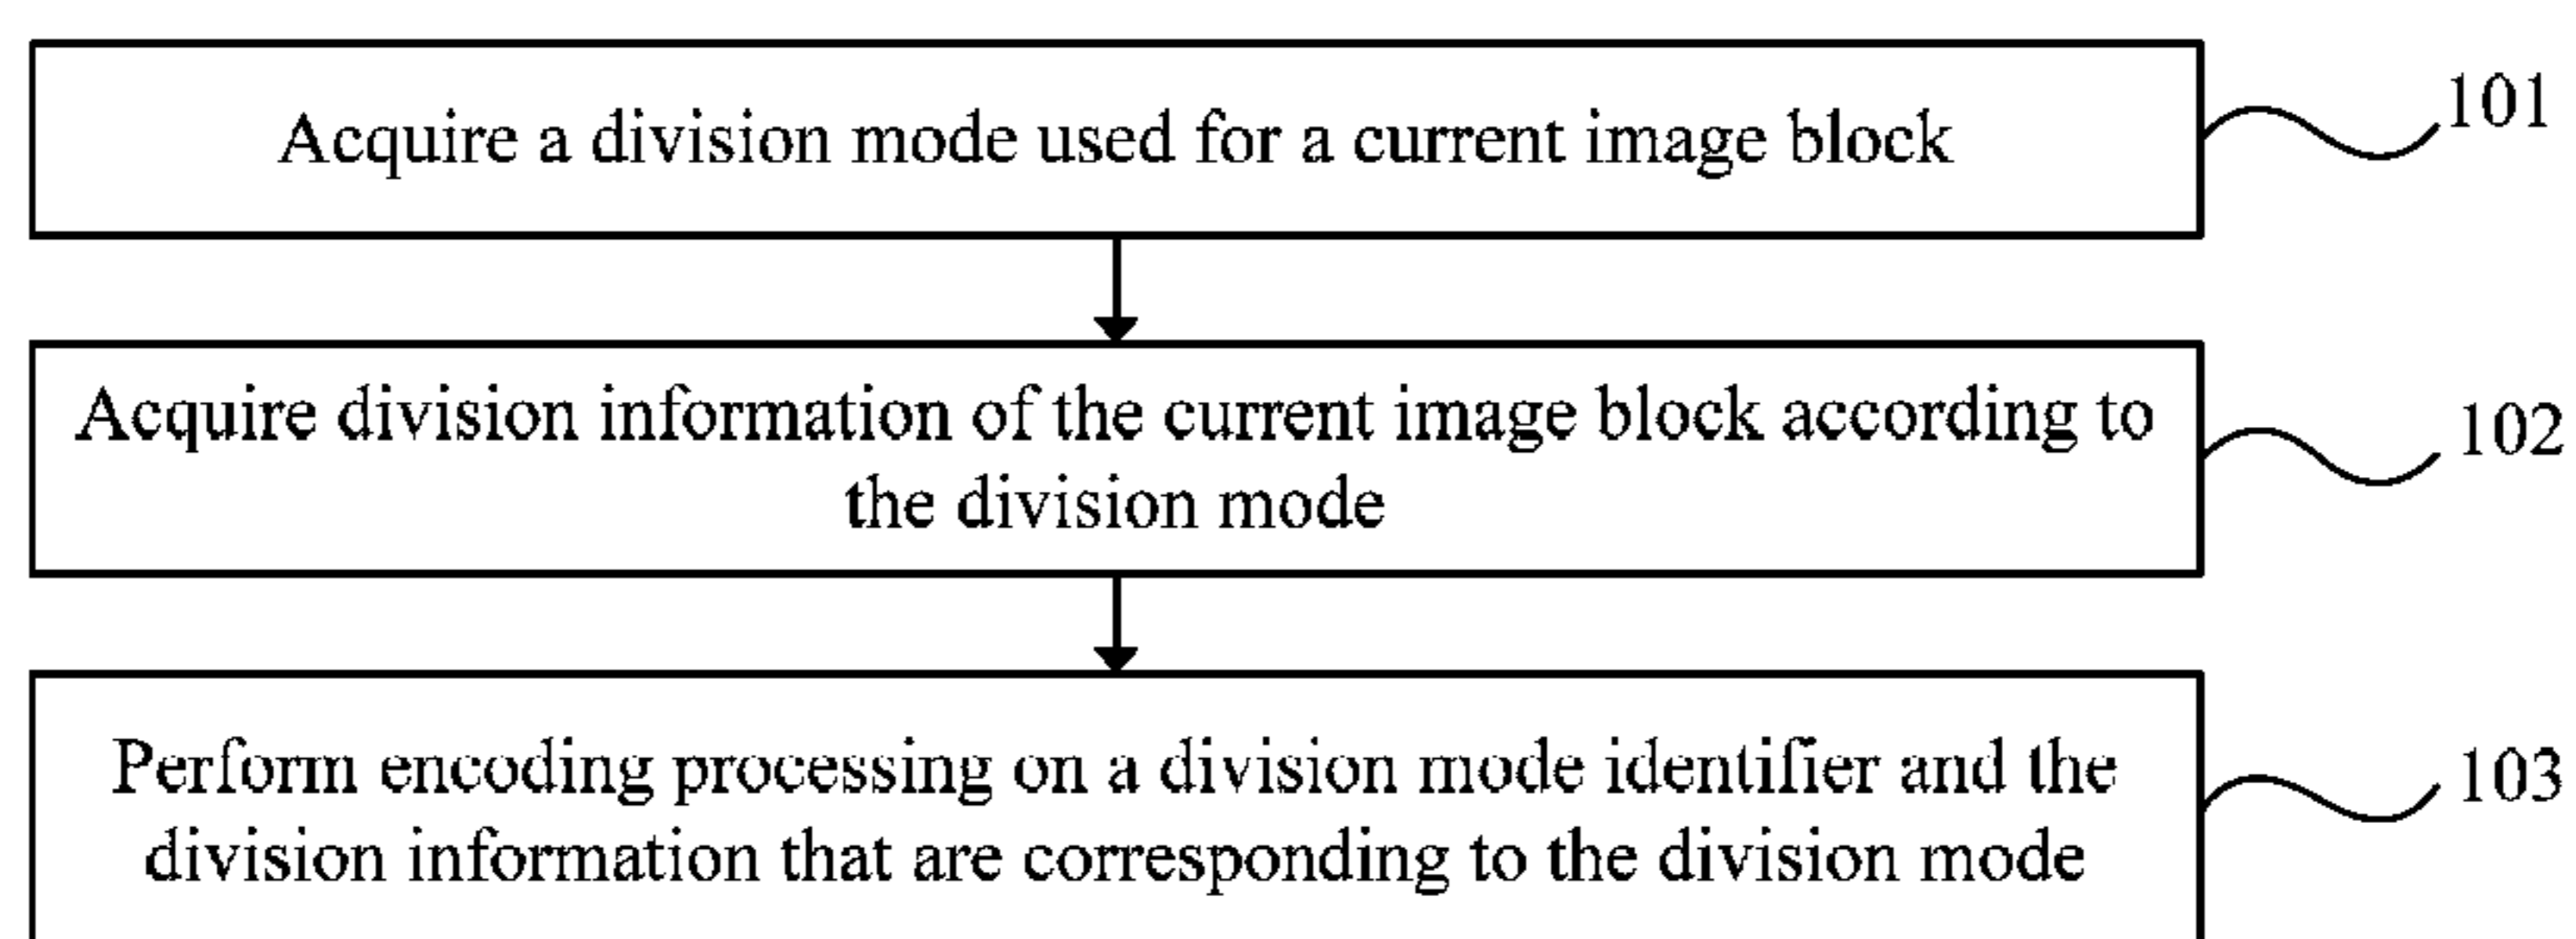 Acquire a division mode used for a current image block
101
Acquire division information of the current image block according to
the division mode
102
Perform encoding processing on a division mode identifier and the
division information that are corresponding to the division mode
103